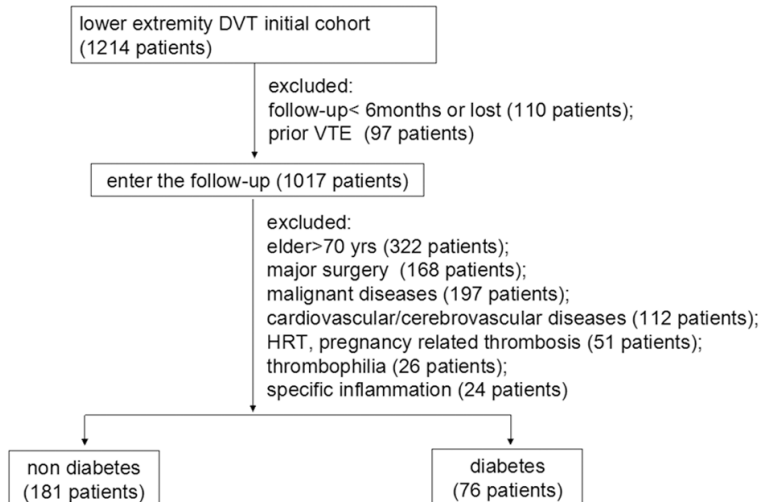 lower extremity DVT initial cohort
(1214 patients)
excluded:
follow-up< 6months or lost (110 patients);
prior VTE (97 patients)
enter the follow-up (1017 patients)
excluded:
elder>70 yrs (322 patients);
major surgery (168 patients);
malignant diseases (197 patients);
cardiovascular/cerebrovascular diseases (112 patients);
HRT, pregnancy related thrombosis (51 patients);
thrombophilia (26 patients);
specific inflammation (24 patients)
non diabetes
(181 patients)
diabetes
(76 patients)